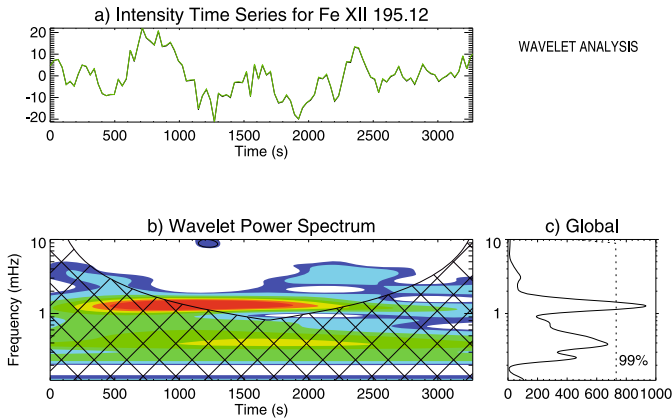 a) Intensity Time Series for Fe XII 195.12
WAVELET ANALYSIS
20
10
0
-10
-20
0 500 1000 1500 2000 2500 3000
Time (s)
b) Wavelet Power Spectrum
c) Global
10
1
Frequency (mHz)
0 500 1000 1500 2000 2500 3000
Time (s)
10
1
99%
0 200 400 600 800 1000